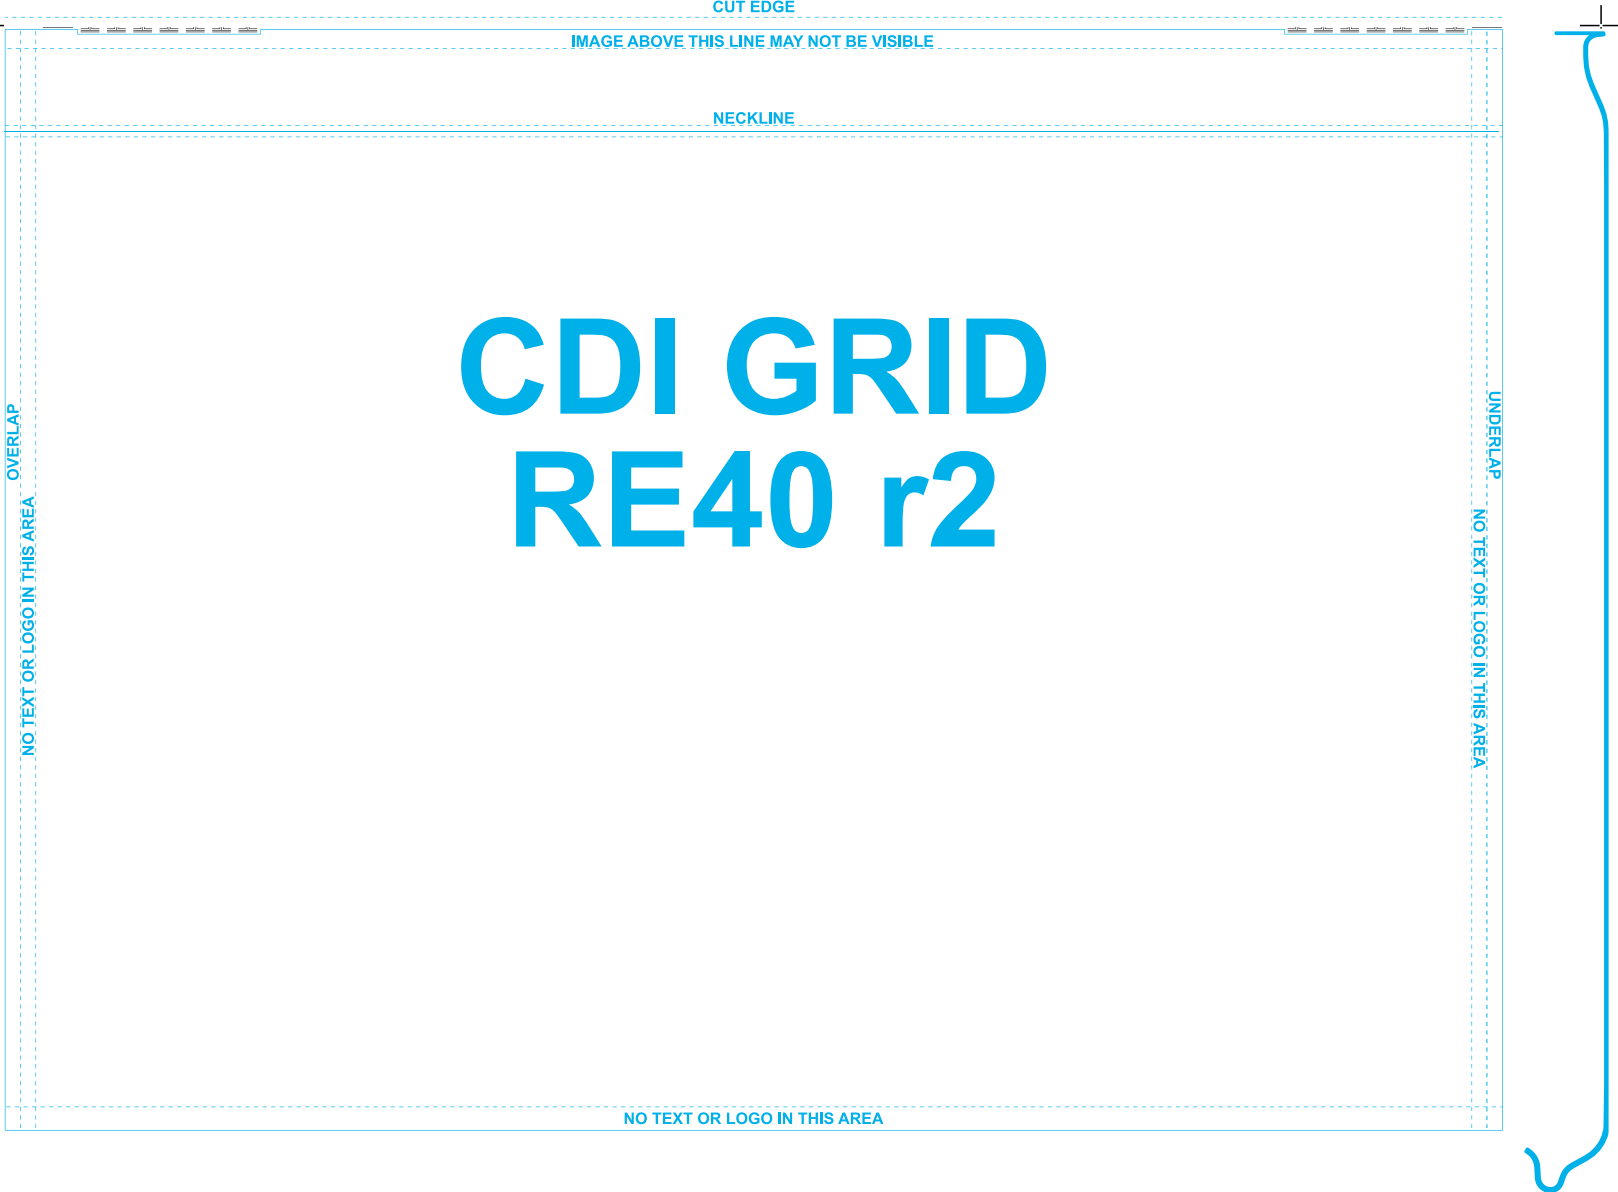 CUT EDGE
IMAGE ABOVE THIS LINE MAY NOT BE VISIBLE
NECKLINE
CDI GRID
RE40 r2
OVERLAP
NO TEXT OR LOGO IN THIS AREA
UNDERLAP
NO TEXT OR LOGO IN THIS AREA
NO TEXT OR LOGO IN THIS AREA